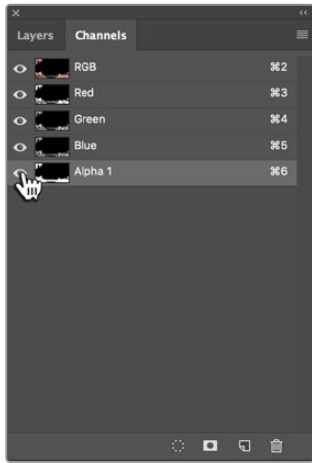 Layers Channels
RGB ⌘2
Red ⌘3
Green ⌘4
Blue ⌘5
Alpha 1 ⌘6